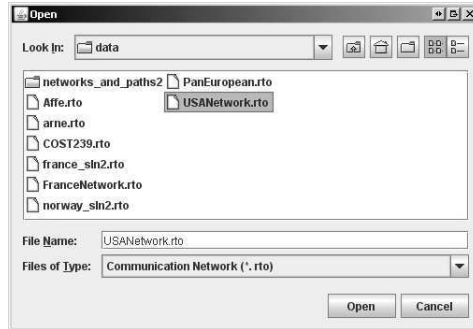 Open
Look In: data
networks_and_paths2 PanEuropean.rto
Affe.rto USANetwork.rto
arne.rto
COST239.rto
france_sln2.rto
FranceNetwork.rto
norway_sln2.rto
File Name: USANetwork.rto
Files of Type: Communication Network (*. rto)
Open Cancel